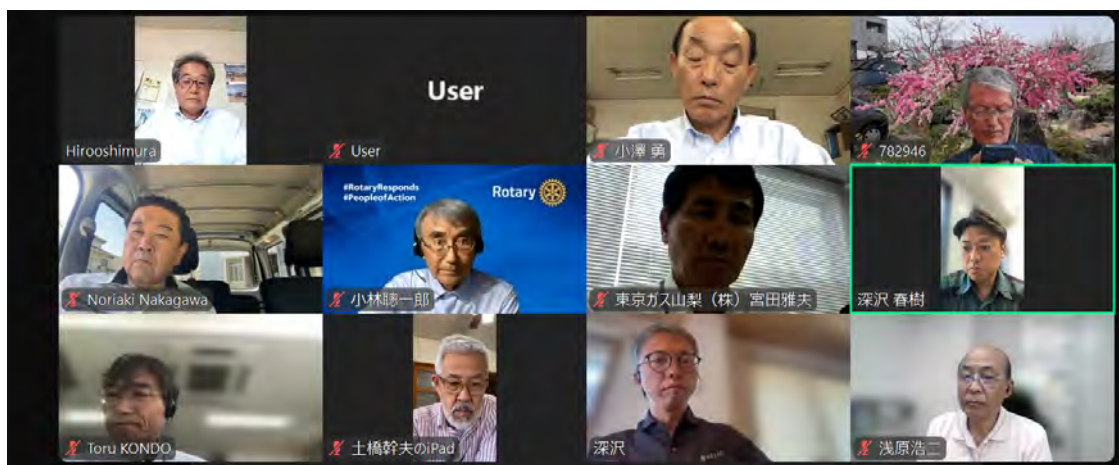 Hirooshimura
User
User
小澤 勇
782946
Noriaki Nakagawa
#RotaryResponds
#PeopleofAction
Rotary
小林聰一郎
東京ガス山梨（株）宮田雅夫
深沢 春樹
Toru KONDO
土橋幹夫のiPad
深沢
浅原浩二